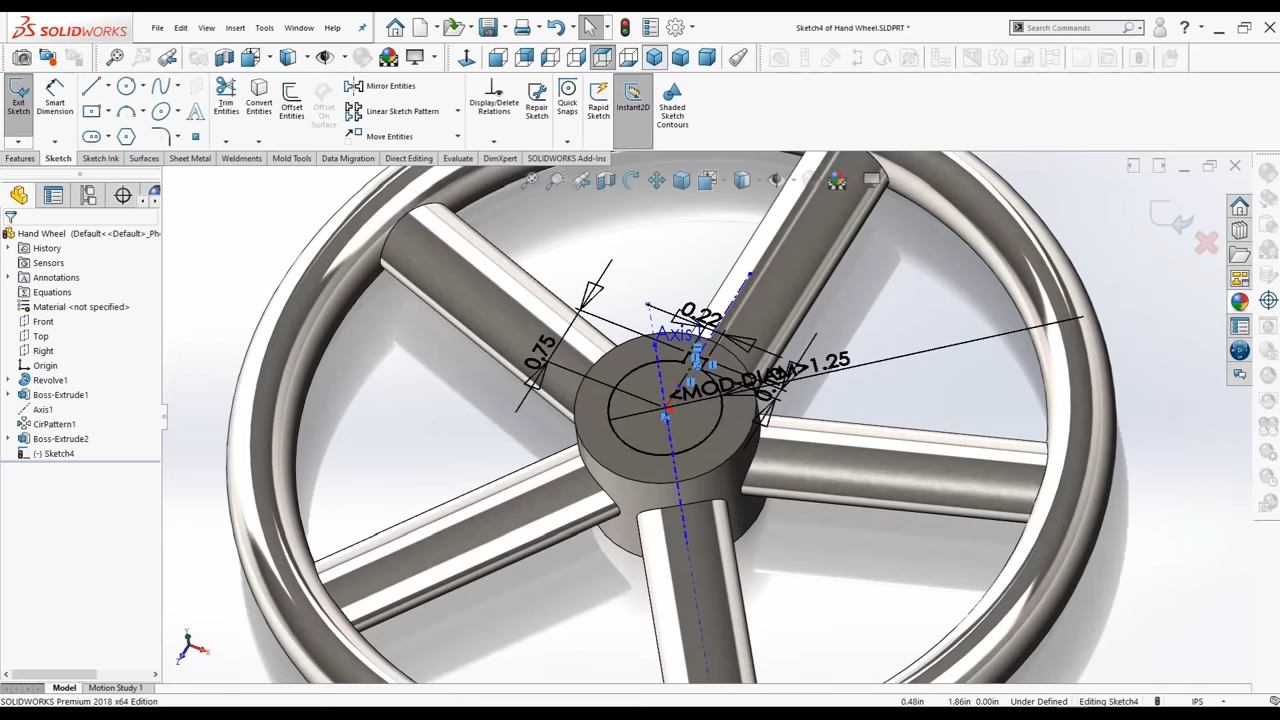 SOLIDWORKS
File Edit View Insert Tools Window Help
Sketch4 of Hand Wheel.SLDPRT *
Search Commands
Exit Sketch
Smart Dimension
Trim Entities
Convert Entities
Offset Entities
Offset On Surface
Mirror Entities
Linear Sketch Pattern
Move Entities
Display/Delete Relations
Repair Sketch
Quick Snaps
Rapid Sketch
Instant2D
Shaded Sketch Contours
Features Sketch Sketch Ink Surfaces Sheet Metal Weldments Mold Tools Data Migration Direct Editing Evaluate DimXpert SOLIDWORKS Add-Ins
Hand Wheel (Default<<Default>_Ph
History
Sensors
Annotations
Equations
Material <not specified>
Front
Top
Right
Origin
Revolve1
Boss-Extrude1
Axis1
CirPattern1
Boss-Extrude2
(-) Sketch4
0.22
Axis
0.75
<MOD-DIAM>1.25
Model Motion Study 1
SOLIDWORKS Premium 2018 x64 Edition
0.48in 1.86in 0.00in Under Defined Editing Sketch4 IPS